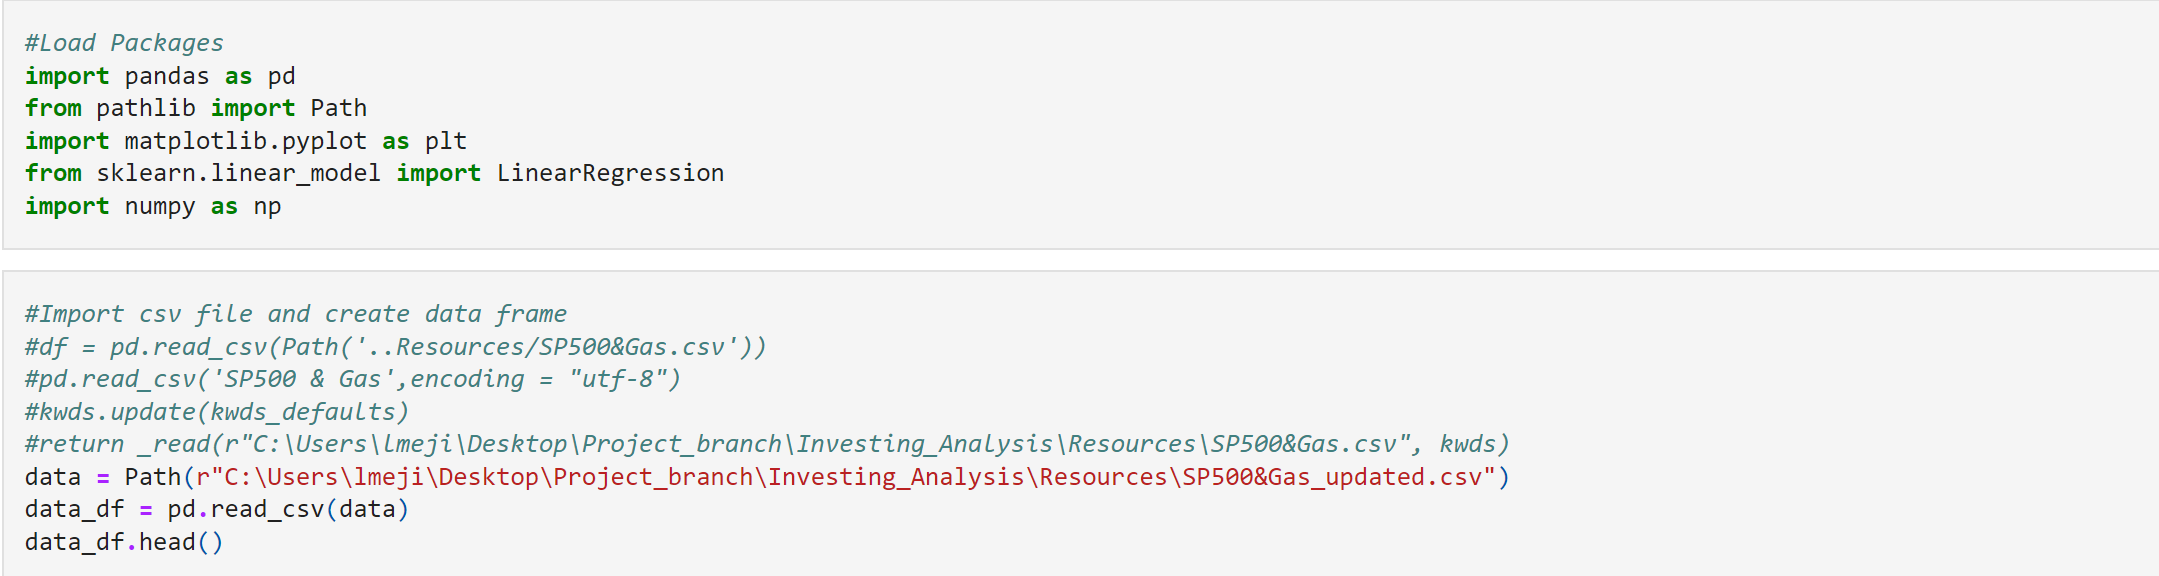 #Load Packages
import pandas as pd
from pathlib import Path
import matplotlib.pyplot as plt
from sklearn.linear_model import LinearRegression
import numpy as np
#Import csv file and create data frame
#df = pd.read_csv(Path('..Resources/SP500&Gas.csv'))
#pd.read_csv('SP500 & Gas',encoding = "utf-8")
#kwds.update(kwds_defaults)
#return _read(r"C:\Users\lmeji\Desktop\Project_branch\Investing_Analysis\Resources\SP500&Gas.csv", kwds)
data = Path(r"C:\Users\lmeji\Desktop\Project_branch\Investing_Analysis\Resources\SP500&Gas_updated.csv")
data_df = pd.read_csv(data)
data_df.head()